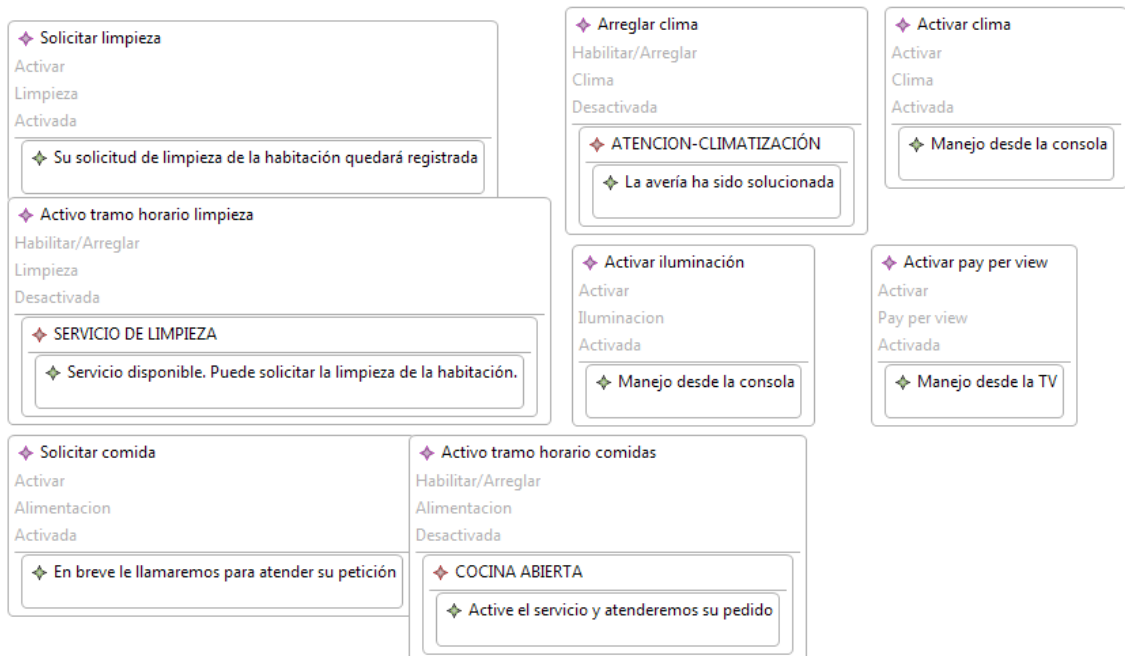 Solicitar limpieza
Activar
Limpieza
Activada
Su solicitud de limpieza de la habitación quedará registrada
Arreglar clima
Habilitar/Arreglar
Clima
Desactivada
ATENCION-CLIMATIZACIÓN
La avería ha sido solucionada
Activar clima
Activar
Clima
Activada
Manejo desde la consola
Activo tramo horario limpieza
Habilitar/Arreglar
Limpieza
Desactivada
SERVICIO DE LIMPIEZA
Servicio disponible. Puede solicitar la limpieza de la habitación.
Activar iluminación
Activar
Iluminacion
Activada
Manejo desde la consola
Activar pay per view
Activar
Pay per view
Activada
Manejo desde la TV
Solicitar comida
Activar
Alimentacion
Activada
En breve le llamaremos para atender su petición
Activo tramo horario comidas
Habilitar/Arreglar
Alimentacion
Desactivada
COCINA ABIERTA
Active el servicio y atenderemos su pedido